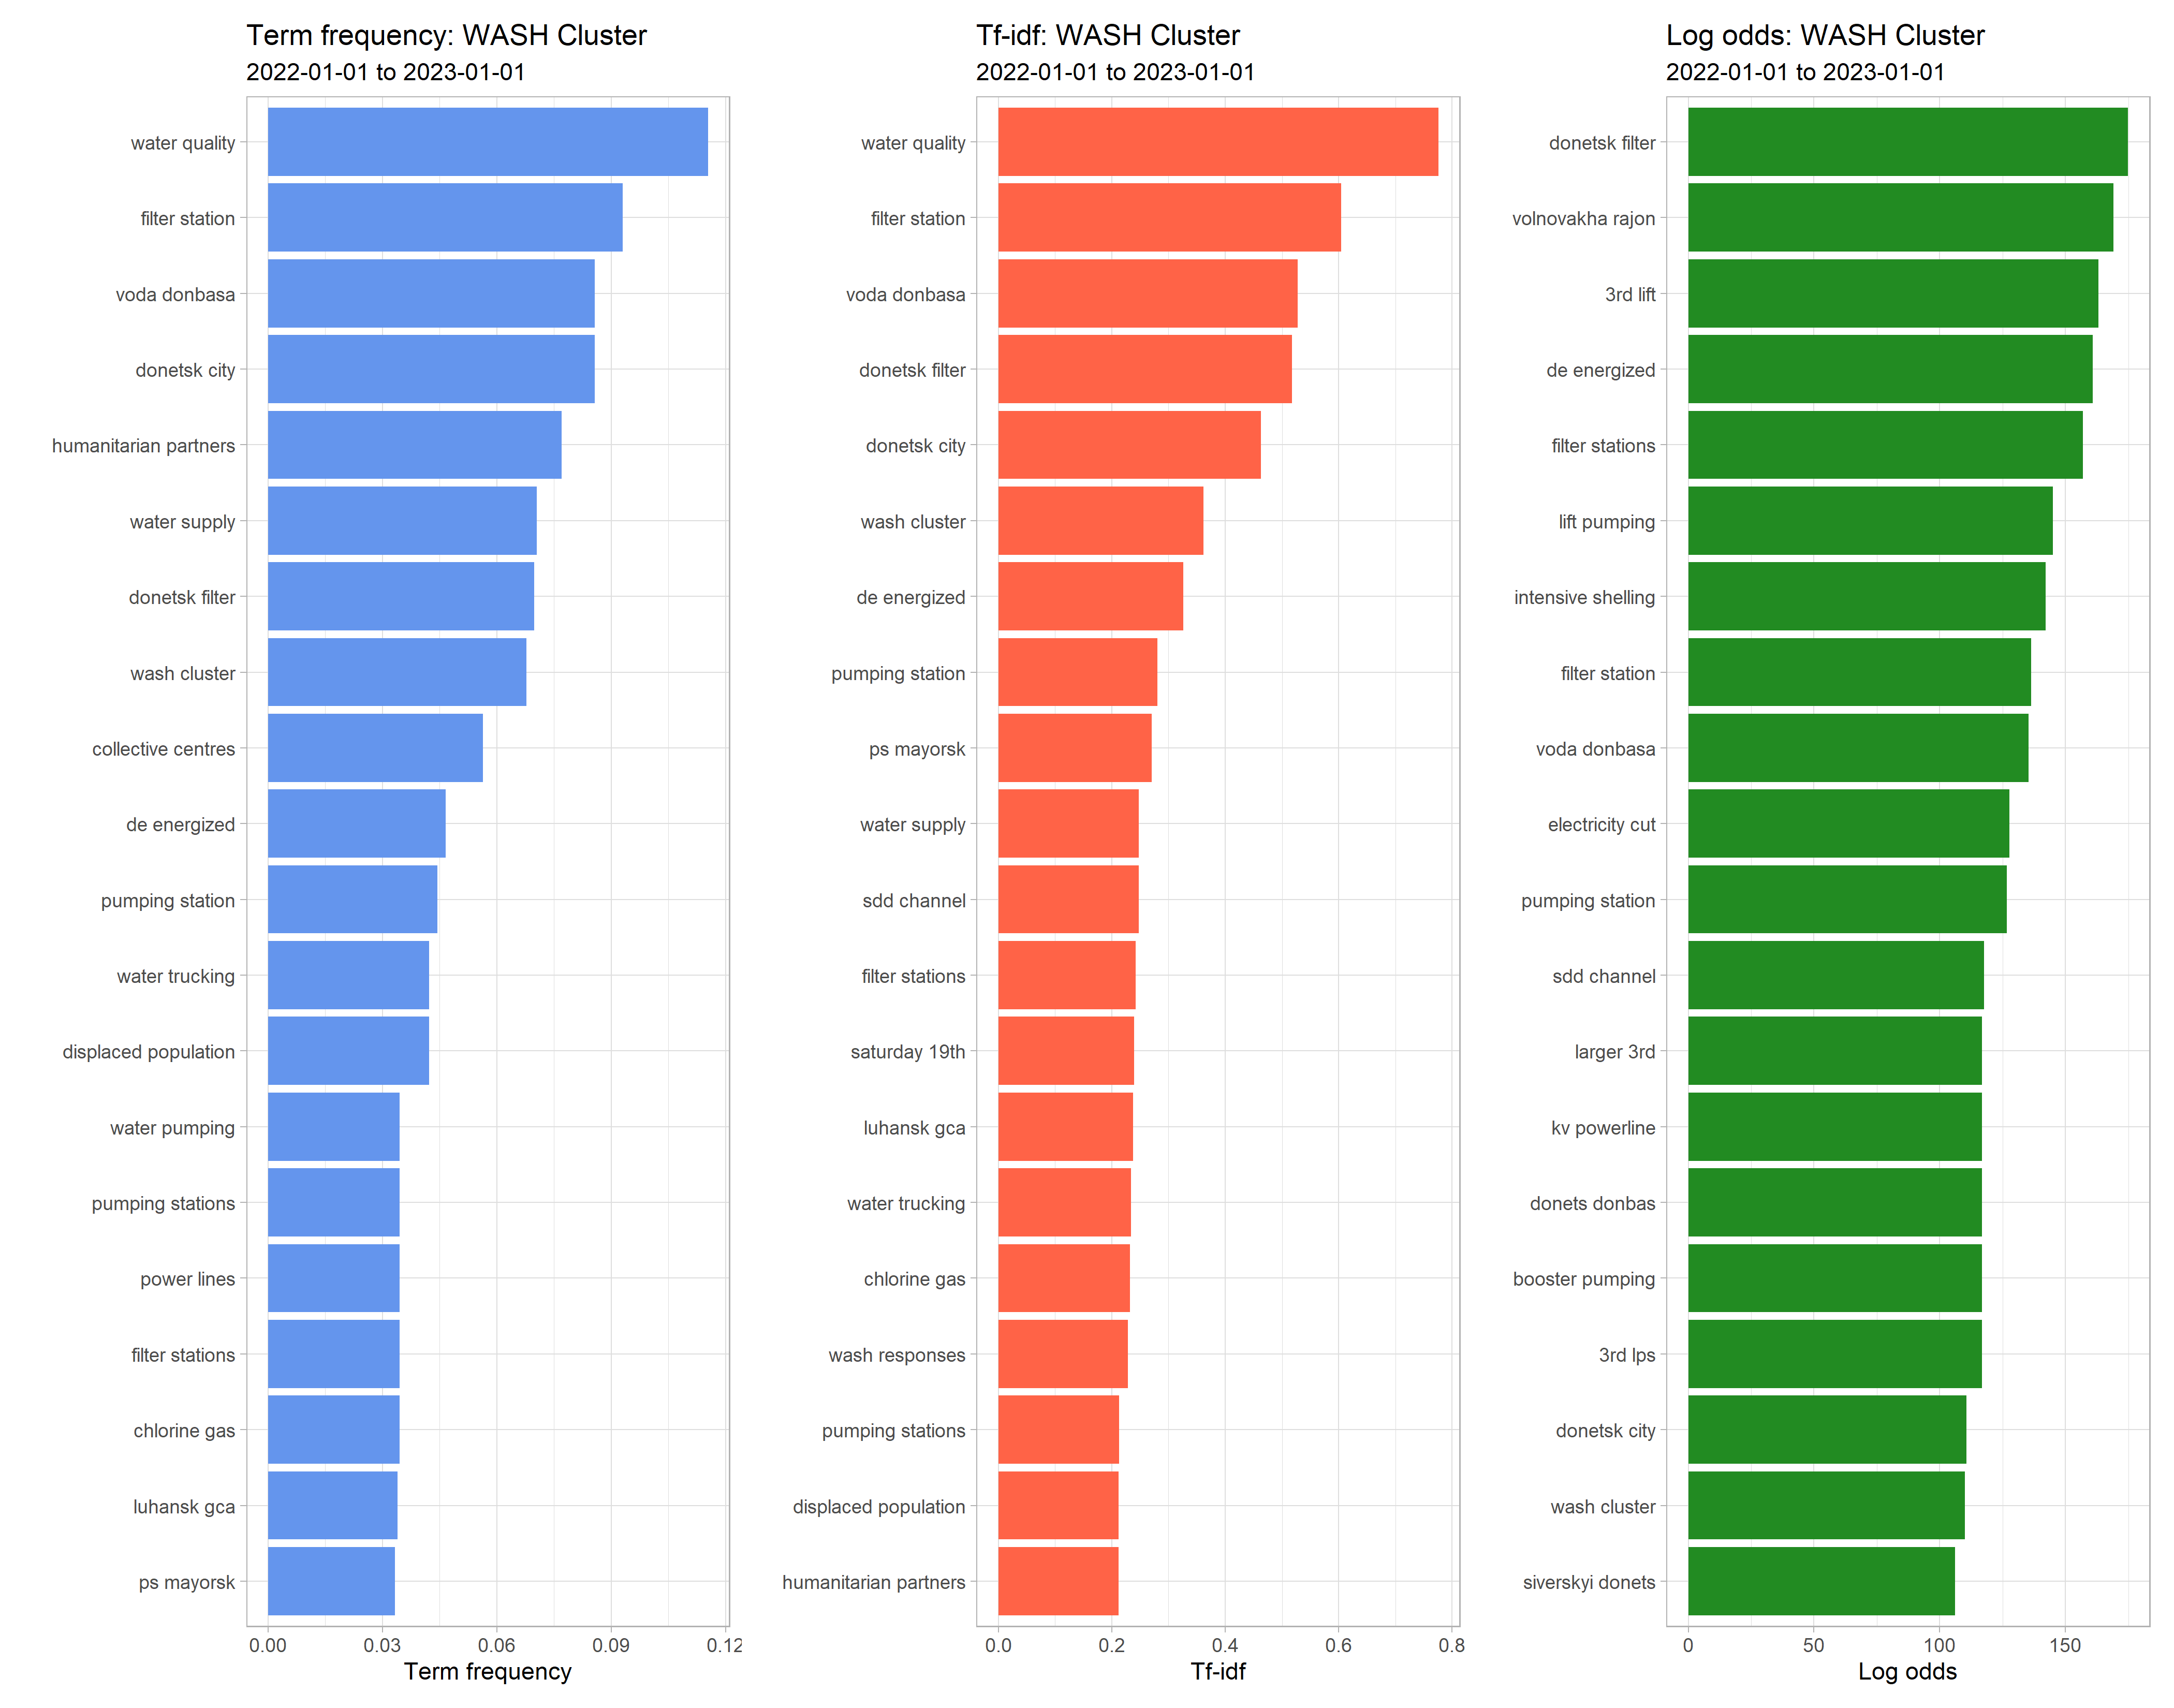 Term frequency: WASH Cluster
2022-01-01 to 2023-01-01
water quality
filter station
voda donbasa
donetsk city
humanitarian partners
water supply
donetsk filter
wash cluster
collective centres
de energized
pumping station
water trucking
displaced population
water pumping
pumping stations
power lines
filter stations
chlorine gas
luhansk gca
ps mayorsk
0.00 0.03 0.06 0.09 0.12
Term frequency
Tf-idf: WASH Cluster
2022-01-01 to 2023-01-01
water quality
filter station
voda donbasa
donetsk filter
donetsk city
wash cluster
de energized
pumping station
ps mayorsk
water supply
sdd channel
filter stations
saturday 19th
luhansk gca
water trucking
chlorine gas
wash responses
pumping stations
displaced population
humanitarian partners
0.0 0.2 0.4 0.6 0.8
Tf-idf
Log odds: WASH Cluster
2022-01-01 to 2023-01-01
donetsk filter
volnovakha rajon
3rd lift
de energized
filter stations
lift pumping
intensive shelling
filter station
voda donbasa
electricity cut
pumping station
sdd channel
larger 3rd
kv powerline
donets donbas
booster pumping
3rd lps
donetsk city
wash cluster
siverskyi donets
0 50 100 150
Log odds